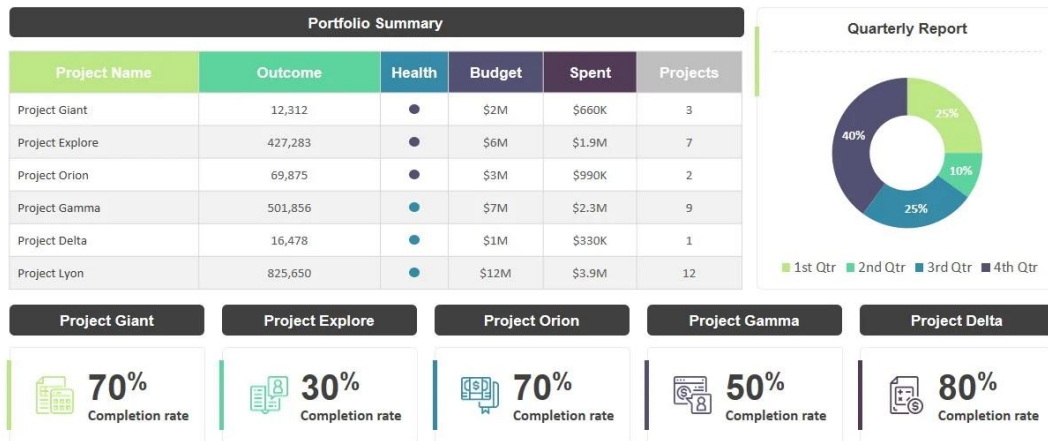 Portfolio Summary
Project Name Outcome Health Budget Spent Projects
Project Giant 12,312 $2M $660K 3
Project Explore 427,283 $6M $1.9M 7
Project Orion 69,875 $3M $990K 2
Project Gamma 501,856 $7M $2.3M 9
Project Delta 16,478 $1M $330K 1
Project Lyon 825,650 $12M $3.9M 12
Quarterly Report
25%
40%
10%
25%
1st Qtr 2nd Qtr 3rd Qtr 4th Qtr
Project Giant Project Explore Project Orion Project Gamma Project Delta
70% 30% 70% 50% 80%
Completion rate Completion rate Completion rate Completion rate Completion rate